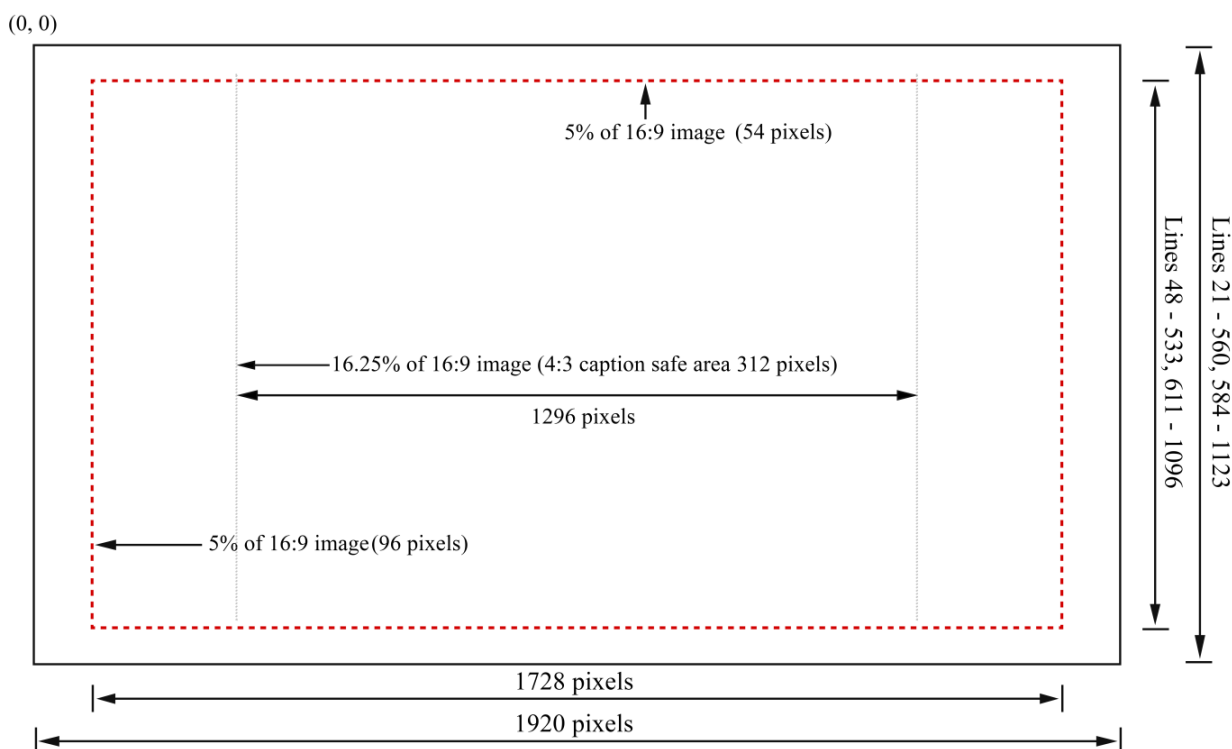 (0, 0)
5% of 16:9 image (54 pixels)
16.25% of 16:9 image (4:3 caption safe area 312 pixels)
1296 pixels
5% of 16:9 image (96 pixels)
Lines 48 - 533, 611 - 1096
Lines 21 - 560, 584 - 1123
1728 pixels
1920 pixels